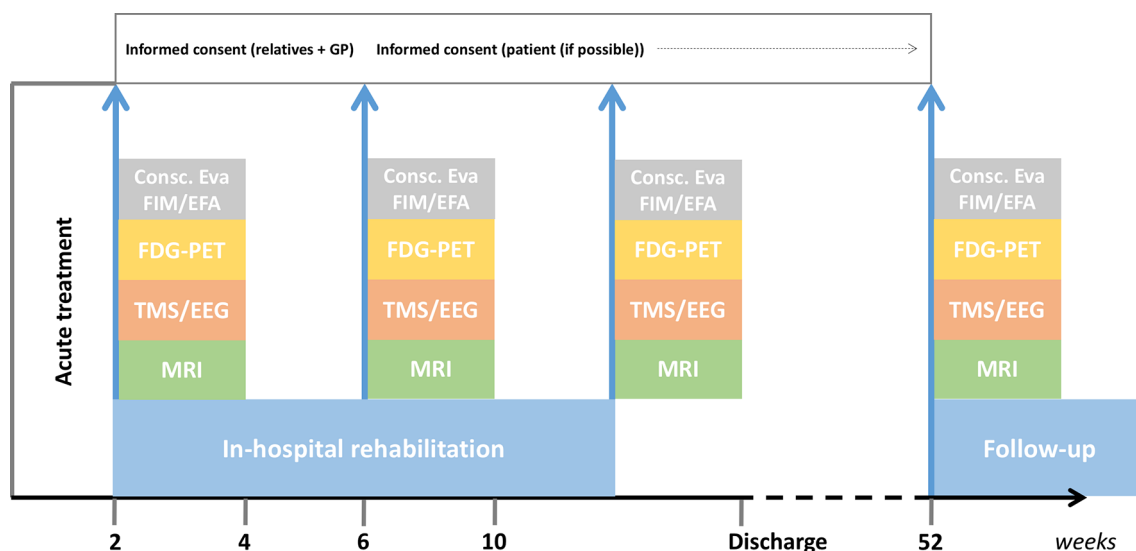 Informed consent (relatives + GP) Informed consent (patient (if possible))
Acute treatment
Consc. Eva
FIM/EFA
FDG-PET
TMS/EEG
MRI
Consc. Eva
FIM/EFA
FDG-PET
TMS/EEG
MRI
Consc. Eva
FIM/EFA
FDG-PET
TMS/EEG
MRI
Consc. Eva
FIM/EFA
FDG-PET
TMS/EEG
MRI
In-hospital rehabilitation
Follow-up
2 4 6 10 Discharge 52 weeks